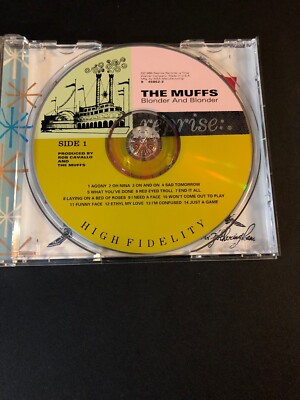 THE MUFFS
Blonder And Blonder
reprise:
SIDE 1
PRODUCED BY
ROB CAVALLO
AND
THE MUFFS
1 AGONY 2 OH NINA 3 ON AND ON 4 SAD TOMORROW
5 WHAT YOU'VE DONE 6 RED EYED TROLL 7 END IT ALL
8 LAYING ON A BED OF ROSES 9 I NEED A FACE 10 WON'T COME OUT TO PLAY
11 FUNNY FACE 12 ETHYL MY LOVE 13 I'M CONFUSED 14 JUST A GAME
HIGH FIDELITY